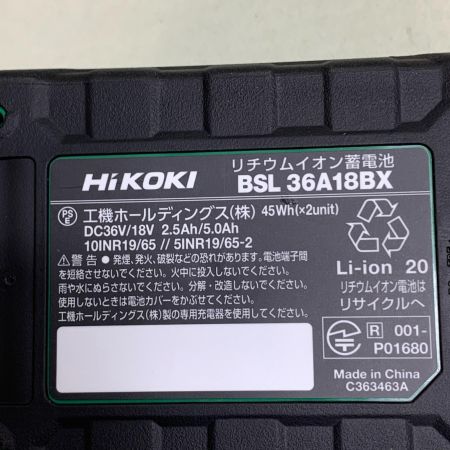 HiKOKI
リチウムイオン蓄電池
BSL 36A18BX
PS E
工機ホールディングス(株) 45Wh(×2unit)
DC36V/18V 2.5Ah/5.0Ah
10INR19/65 // 5INR19/65-2
警告 ● 発煙、発火、破裂などの恐れがあります。電池端子間
を短絡させないでください。火中に投入しないでください。
雨や水にぬらさないでください。分解・改造しないでください。
使用しないときは電池カバーをかぶせてください。
工機ホールディングス(株)製の専用充電器を使用してください。
Li-ion 20
リチウムイオン電池は
リサイクルへ
R 001-
P01680
Made in China
C363463A